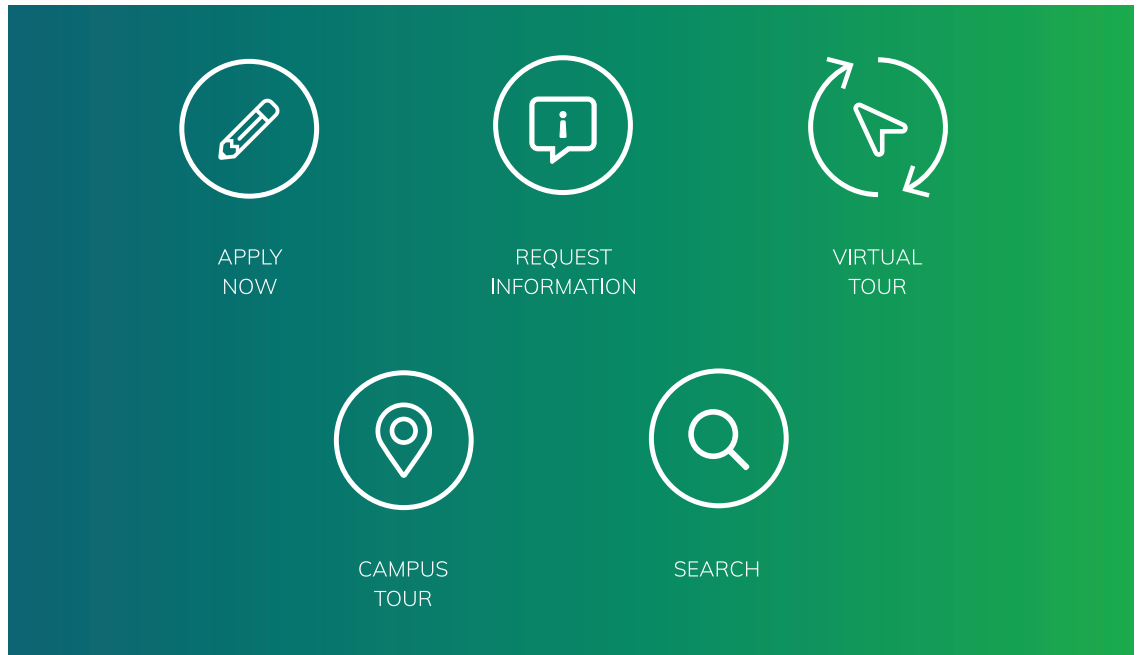 i
APPLY
NOW
REQUEST
INFORMATION
VIRTUAL
TOUR
CAMPUS
TOUR
SEARCH